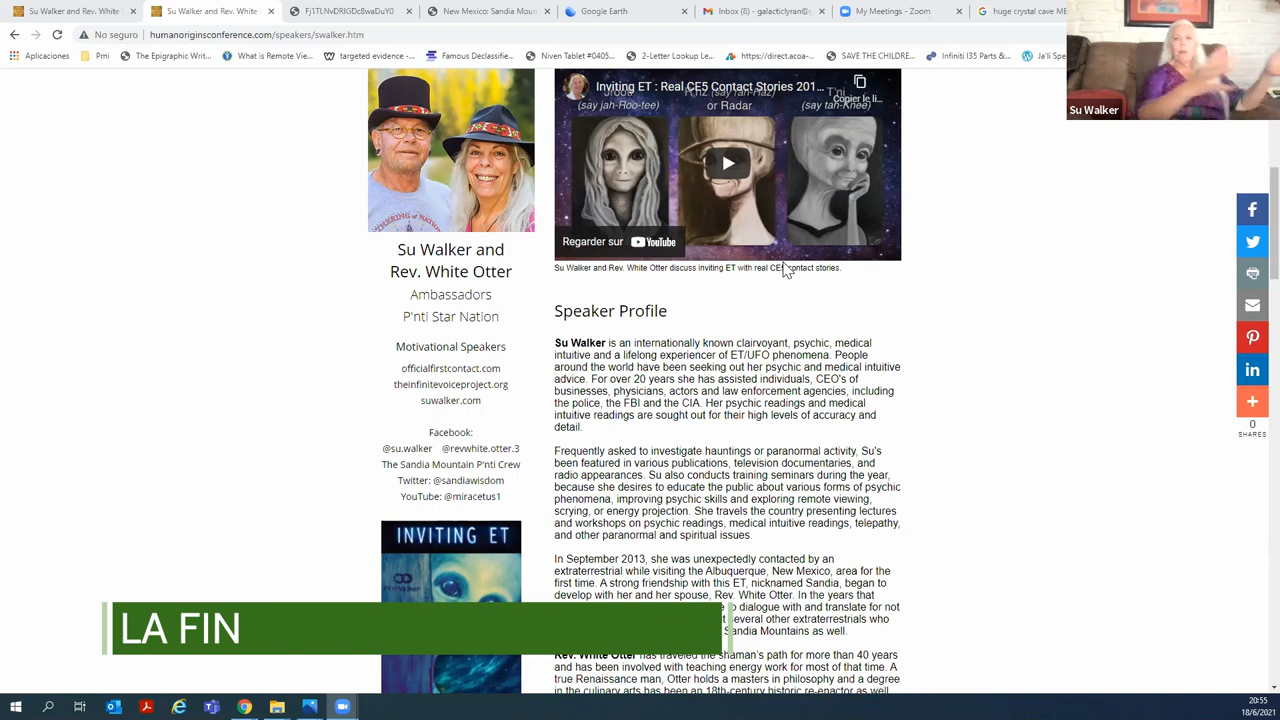 Su Walker and Rev. White
Su Walker and Rev. White
Fj1TLNvDRIGDc8waDuY0
New Mexico: Sandia Moun
Google Earth
Inbox (8) - galacticlyran@
My Meetings - Zoom
huge crystal cave ME
No seguro
humanoriginsconference.com/speakers/swalker.htm
Aplicaciones
Pmi
The Epigraphic Writ...
What is Remote Vie...
targeted evidence -...
Famous Declassifie...
Niven Tablet #0405...
2-Letter Lookup Le...
https://direct.acoa-...
SAVE THE CHILDRE...
Infiniti I35 Parts &...
Ja'li Sp
Su Walker
Inviting ET : Real CE5 Contact Stories 201...
Copier le li...
(say jah-Roo-tee)
or Radar
(say tah-Knee)
Regarder sur YouTube
Su Walker and Rev. White Otter discuss inviting ET with real CE5 contact stories.
Su Walker and
Rev. White Otter
Ambassadors
P'nti Star Nation
Motivational Speakers
officialfirstcontact.com
theinfinitevoiceproject.org
suwalker.com
Facebook:
@su.walker @revwhite.otter.3
The Sandia Mountain P'nti Crew
Twitter: @sandiawisdom
YouTube: @miracetus1
INVITING ET
Speaker Profile
Su Walker is an internationally known clairvoyant, psychic, medical
intuitive and a lifelong experiencer of ET/UFO phenomena. People
around the world have been seeking out her psychic and medical intuitive
advice. For over 20 years she has assisted individuals, CEO's of
businesses, physicians, actors and law enforcement agencies, including
the police, the FBI and the CIA. Her psychic readings and medical
intuitive readings are sought out for their high levels of accuracy and
detail.
Frequently asked to investigate hauntings or paranormal activity, Su's
been featured in various publications, television documentaries, and
radio appearances. Su also conducts training seminars during the year,
because she desires to educate the public about various forms of psychic
phenomena, improving psychic skills and exploring remote viewing,
scrying, or energy projection. She travels the country presenting lectures
and workshops on psychic readings, medical intuitive readings, telepathy,
and other paranormal and spiritual issues.
In September 2013, she was unexpectedly contacted by an
extraterrestrial while visiting the Albuquerque, New Mexico, area for the
first time. A strong friendship with this ET, nicknamed Sandia, began to
develop with her and her spouse, Rev. White Otter. In the years that
to dialogue with and translate for not
several other extraterrestrials who
Sandia Mountains as well.
Rev. White Otter has traveled the shaman's path for more than 40 years
and has been involved with teaching energy work for most of that time. A
true Renaissance man, Otter holds a masters in philosophy and a degree
in the culinary arts has been an 18th-century historic re-enactor as well
LA FIN
0
SHARES
20:55
18/6/2021